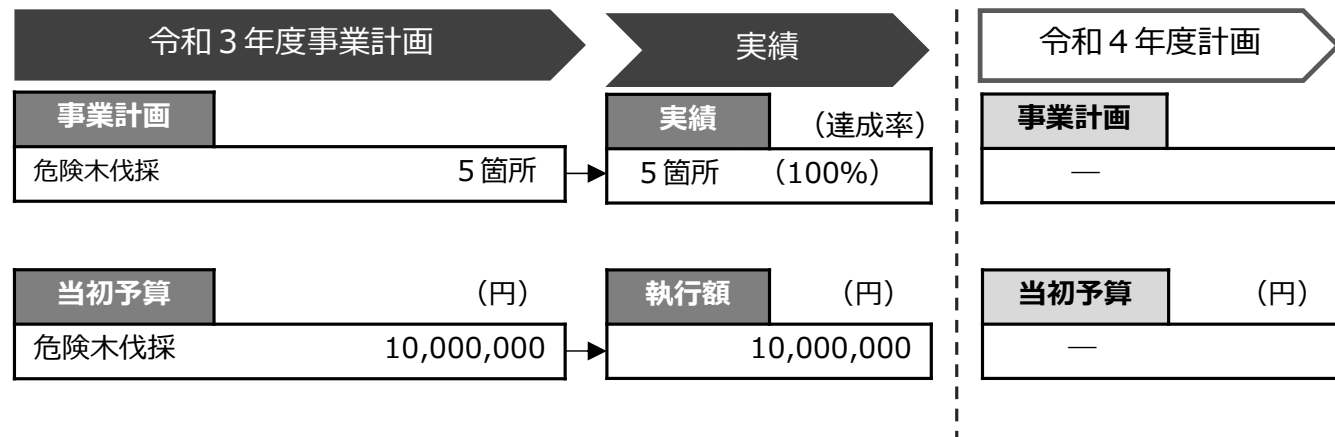 令和３年度事業計画 実績 令和４年度計画
事業計画 実績 （達成率） 事業計画
危険木伐採 ５箇所 ５箇所 （100%） ―
当初予算 （円） 執行額 （円） 当初予算 （円）
危険木伐採 10,000,000 10,000,000 ―